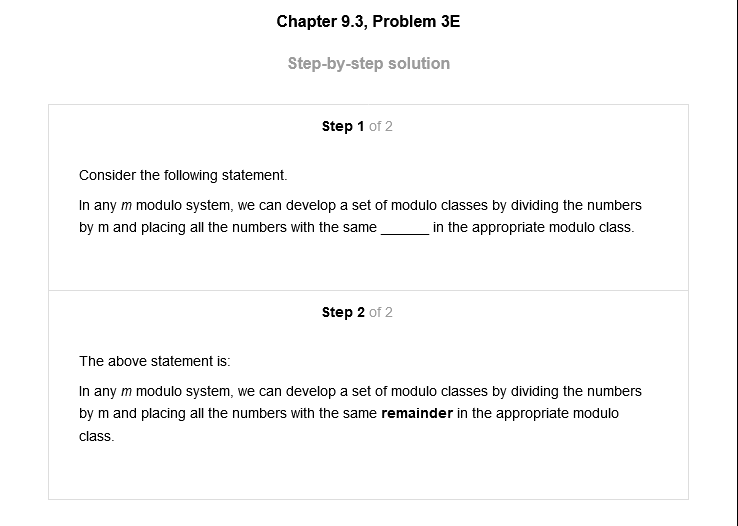 Chapter 9.3, Problem 3E
Step-by-step solution
Step 1 of 2
Consider the following statement.
In any m modulo system, we can develop a set of modulo classes by dividing the numbers
by m and placing all the numbers with the same ______ in the appropriate modulo class.
Step 2 of 2
The above statement is:
In any m modulo system, we can develop a set of modulo classes by dividing the numbers
by m and placing all the numbers with the same remainder in the appropriate modulo
class.